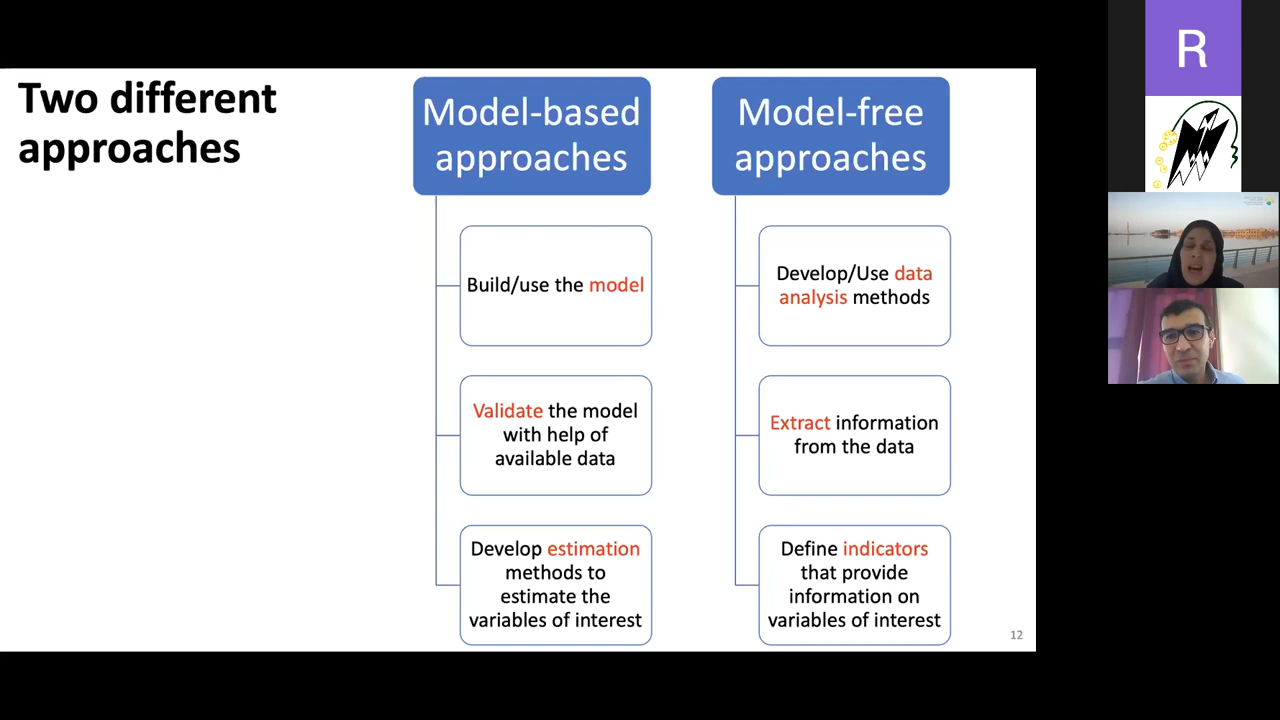 Two different
approaches
Model-based
approaches
Build/use the model
Validate the model
with help of
available data
Develop estimation
methods to
estimate the
variables of interest
Model-free
approaches
Develop/Use data
analysis methods
Extract information
from the data
Define indicators
that provide
information on
variables of interest
12
R